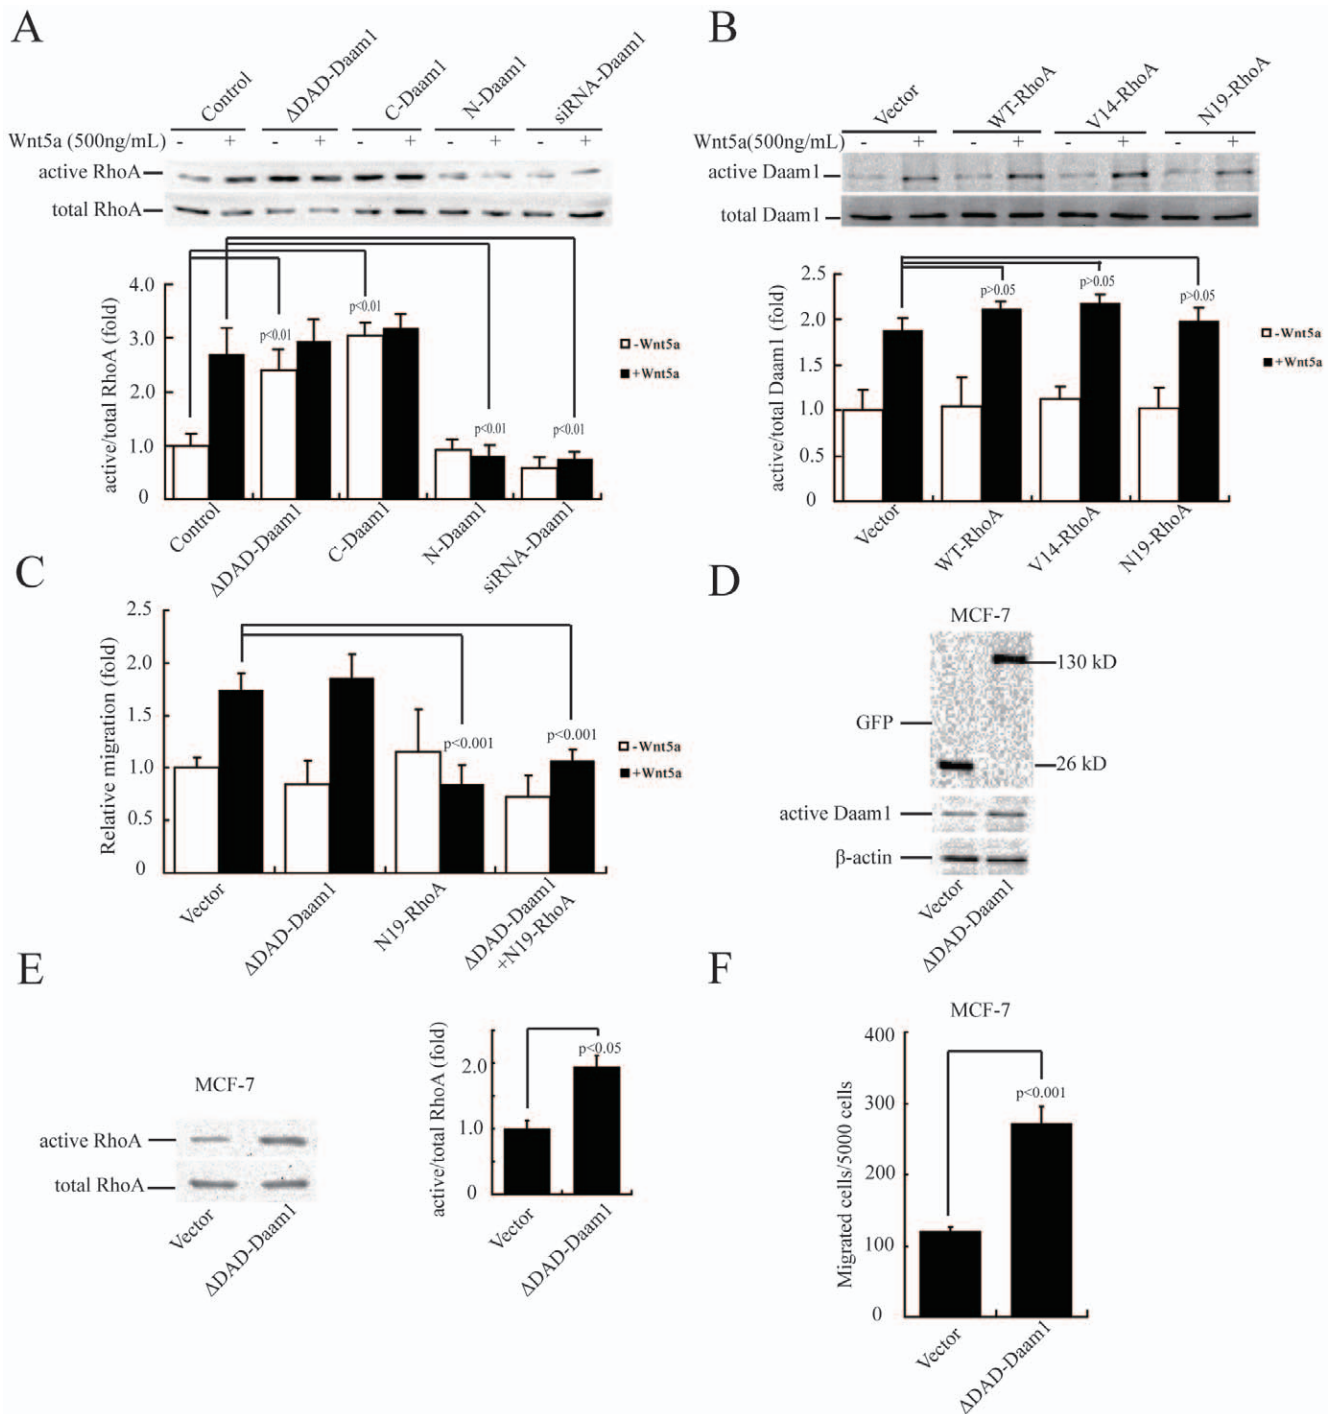 A
Control
ΔDAD-Daam1
C-Daam1
N-Daam1
siRNA-Daam1
Wnt5a (500ng/mL) - + - + - + - + - +
active RhoA
total RhoA
active/total RhoA (fold)
4.0
3.0
2.0
1.0
0
p<0.01
p<0.01
p<0.01
p<0.01
-Wnt5a
+Wnt5a
Control
ΔDAD-Daam1
C-Daam1
N-Daam1
siRNA-Daam1
B
Vector
WT-RhoA
V14-RhoA
N19-RhoA
Wnt5a(500ng/mL) - + - + - + - +
active Daam1
total Daam1
active/total Daam1 (fold)
2.5
2.0
1.5
1.0
0.5
0
p>0.05
p>0.05
p>0.05
-Wnt5a
+Wnt5a
Vector
WT-RhoA
V14-RhoA
N19-RhoA
C
Relative migration (fold)
2.5
2.0
1.5
1.0
0.5
0
p<0.001
p<0.001
-Wnt5a
+Wnt5a
Vector
ΔDAD-Daam1
N19-RhoA
ΔDAD-Daam1
+N19-RhoA
D
MCF-7
130 kD
GFP
26 kD
active Daam1
β-actin
Vector
ΔDAD-Daam1
E
MCF-7
active RhoA
total RhoA
Vector
ΔDAD-Daam1
active/total RhoA (fold)
2.0
1.0
0
p<0.05
Vector
ΔDAD-Daam1
F
MCF-7
Migrated cells/5000 cells
400
300
200
100
0
p<0.001
Vector
ΔDAD-Daam1